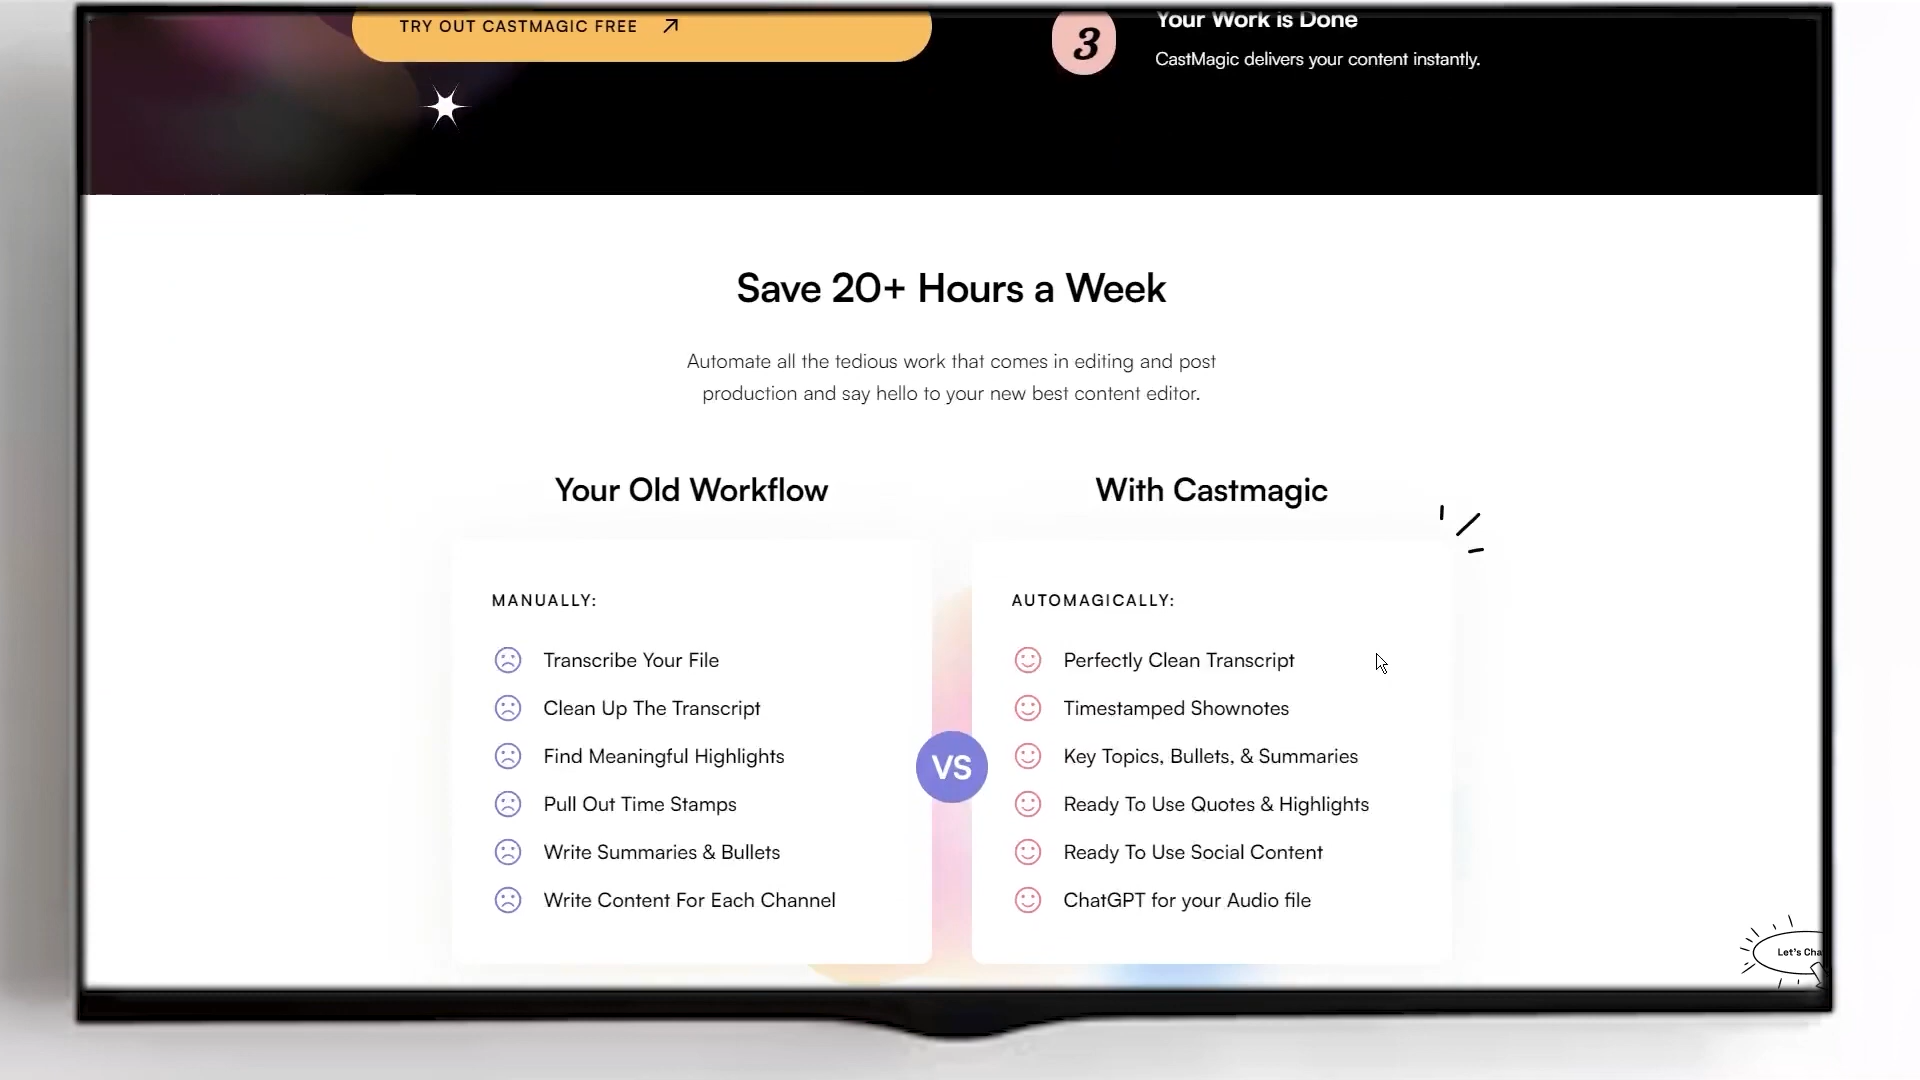 TRY OUT CASTMAGIC FREE
3
Your Work is Done
CastMagic delivers your content instantly.
Save 20+ Hours a Week
Automate all the tedious work that comes in editing and post
production and say hello to your new best content editor.
Your Old Workflow
MANUALLY:
Transcribe Your File
Clean Up The Transcript
Find Meaningful Highlights
Pull Out Time Stamps
Write Summaries & Bullets
Write Content For Each Channel
VS
With Castmagic
AUTOMAGICALLY:
Perfectly Clean Transcript
Timestamped Shownotes
Key Topics, Bullets, & Summaries
Ready To Use Quotes & Highlights
Ready To Use Social Content
ChatGPT for your Audio file
Let's